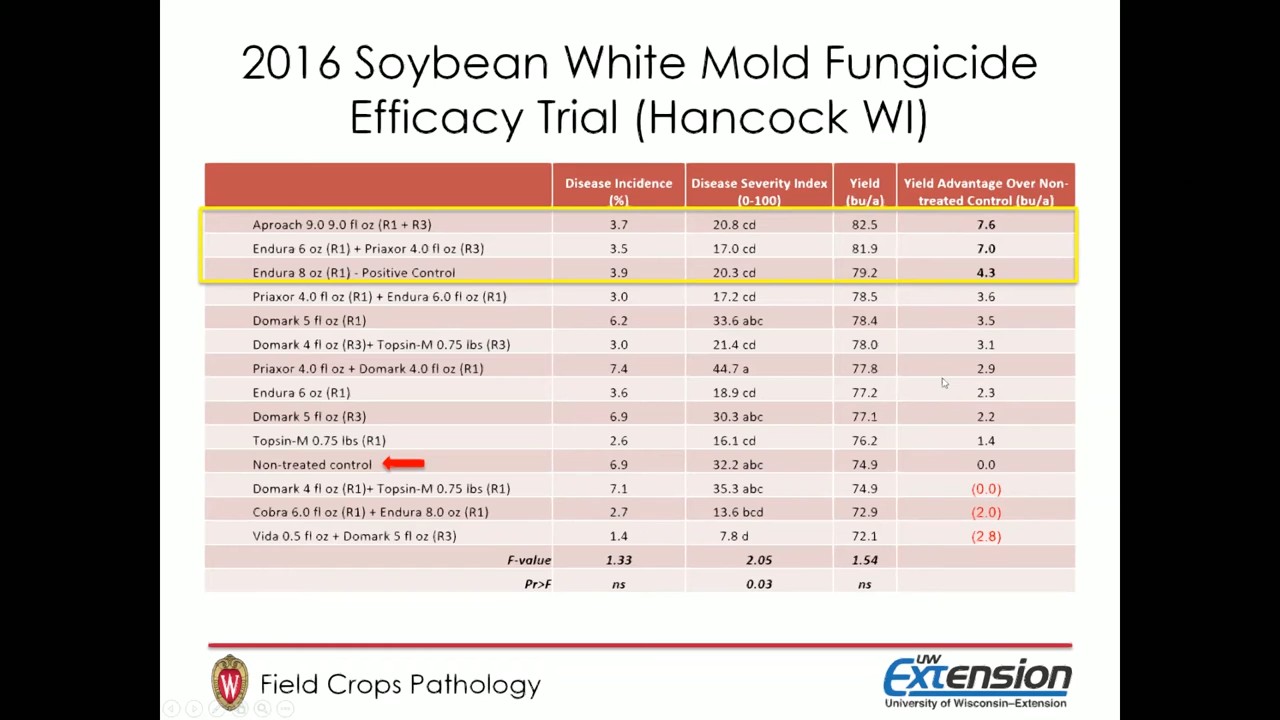 2016 Soybean White Mold Fungicide
Efficacy Trial (Hancock WI)
Disease Incidence (%) Disease Severity Index (0-100) Yield (bu/a) Yield Advantage Over Non-treated Control (bu/a)
Aproach 9.0 9.0 fl oz (R1 + R3) 3.7 20.8 cd 82.5 7.6
Endura 6 oz (R1) + Priaxor 4.0 fl oz (R3) 3.5 17.0 cd 81.9 7.0
Endura 8 oz (R1) - Positive Control 3.9 20.3 cd 79.2 4.3
Priaxor 4.0 fl oz (R1) + Endura 6.0 fl oz (R1) 3.0 17.2 cd 78.5 3.6
Domark 5 fl oz (R1) 6.2 33.6 abc 78.4 3.5
Domark 4 fl oz (R3)+ Topsin-M 0.75 lbs (R3) 3.0 21.4 cd 78.0 3.1
Priaxor 4.0 fl oz + Domark 4.0 fl oz (R1) 7.4 44.7 a 77.8 2.9
Endura 6 oz (R1) 3.6 18.9 cd 77.2 2.3
Domark 5 fl oz (R3) 6.9 30.3 abc 77.1 2.2
Topsin-M 0.75 lbs (R1) 2.6 16.1 cd 76.2 1.4
Non-treated control 6.9 32.2 abc 74.9 0.0
Domark 4 fl oz (R1)+ Topsin-M 0.75 lbs (R1) 7.1 35.3 abc 74.9 (0.0)
Cobra 6.0 fl oz (R1) + Endura 8.0 oz (R1) 2.7 13.6 bcd 72.9 (2.0)
Vida 0.5 fl oz + Domark 5 fl oz (R3) 1.4 7.8 d 72.1 (2.8)
F-value 1.33 2.05 1.54
Pr>F ns 0.03 ns
W Field Crops Pathology
UW Extension
University of Wisconsin–Extension